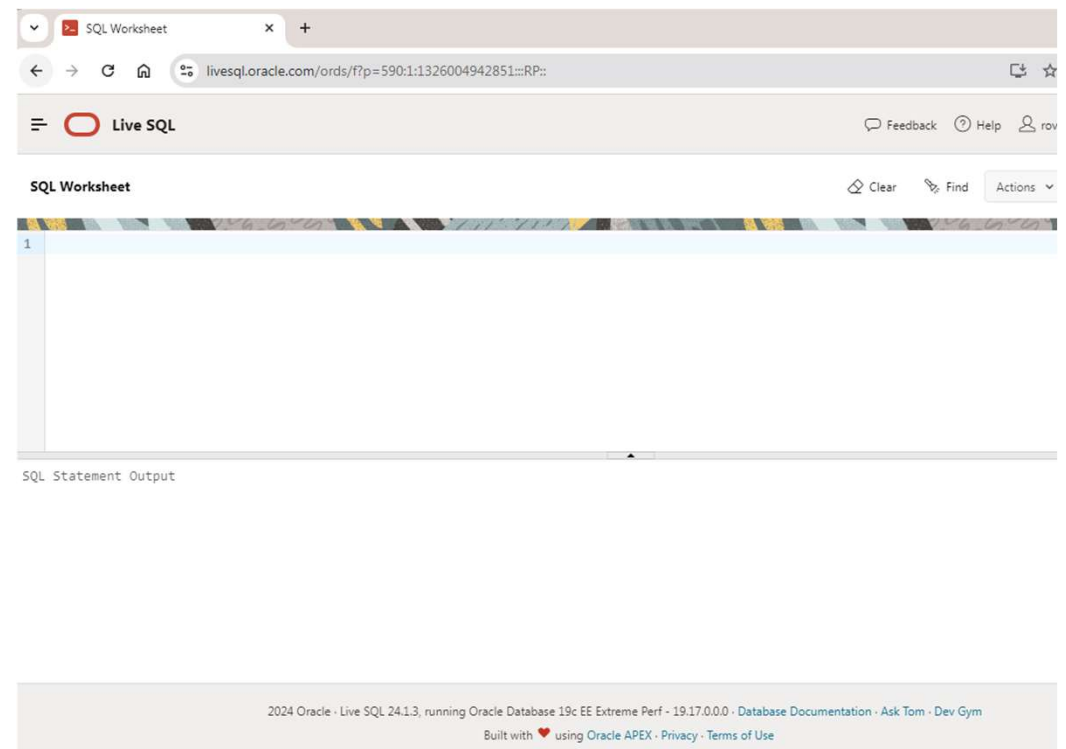 SQL Worksheet
livesql.oracle.com/ords/f?p=590:1:1326004942851:::RP::
Live SQL Feedback Help rov
SQL Worksheet Clear Find Actions
1
SQL Statement Output
2024 Oracle · Live SQL 24.1.3, running Oracle Database 19c EE Extreme Perf - 19.17.0.0.0 · Database Documentation · Ask Tom · Dev Gym
Built with ❤ using Oracle APEX · Privacy · Terms of Use